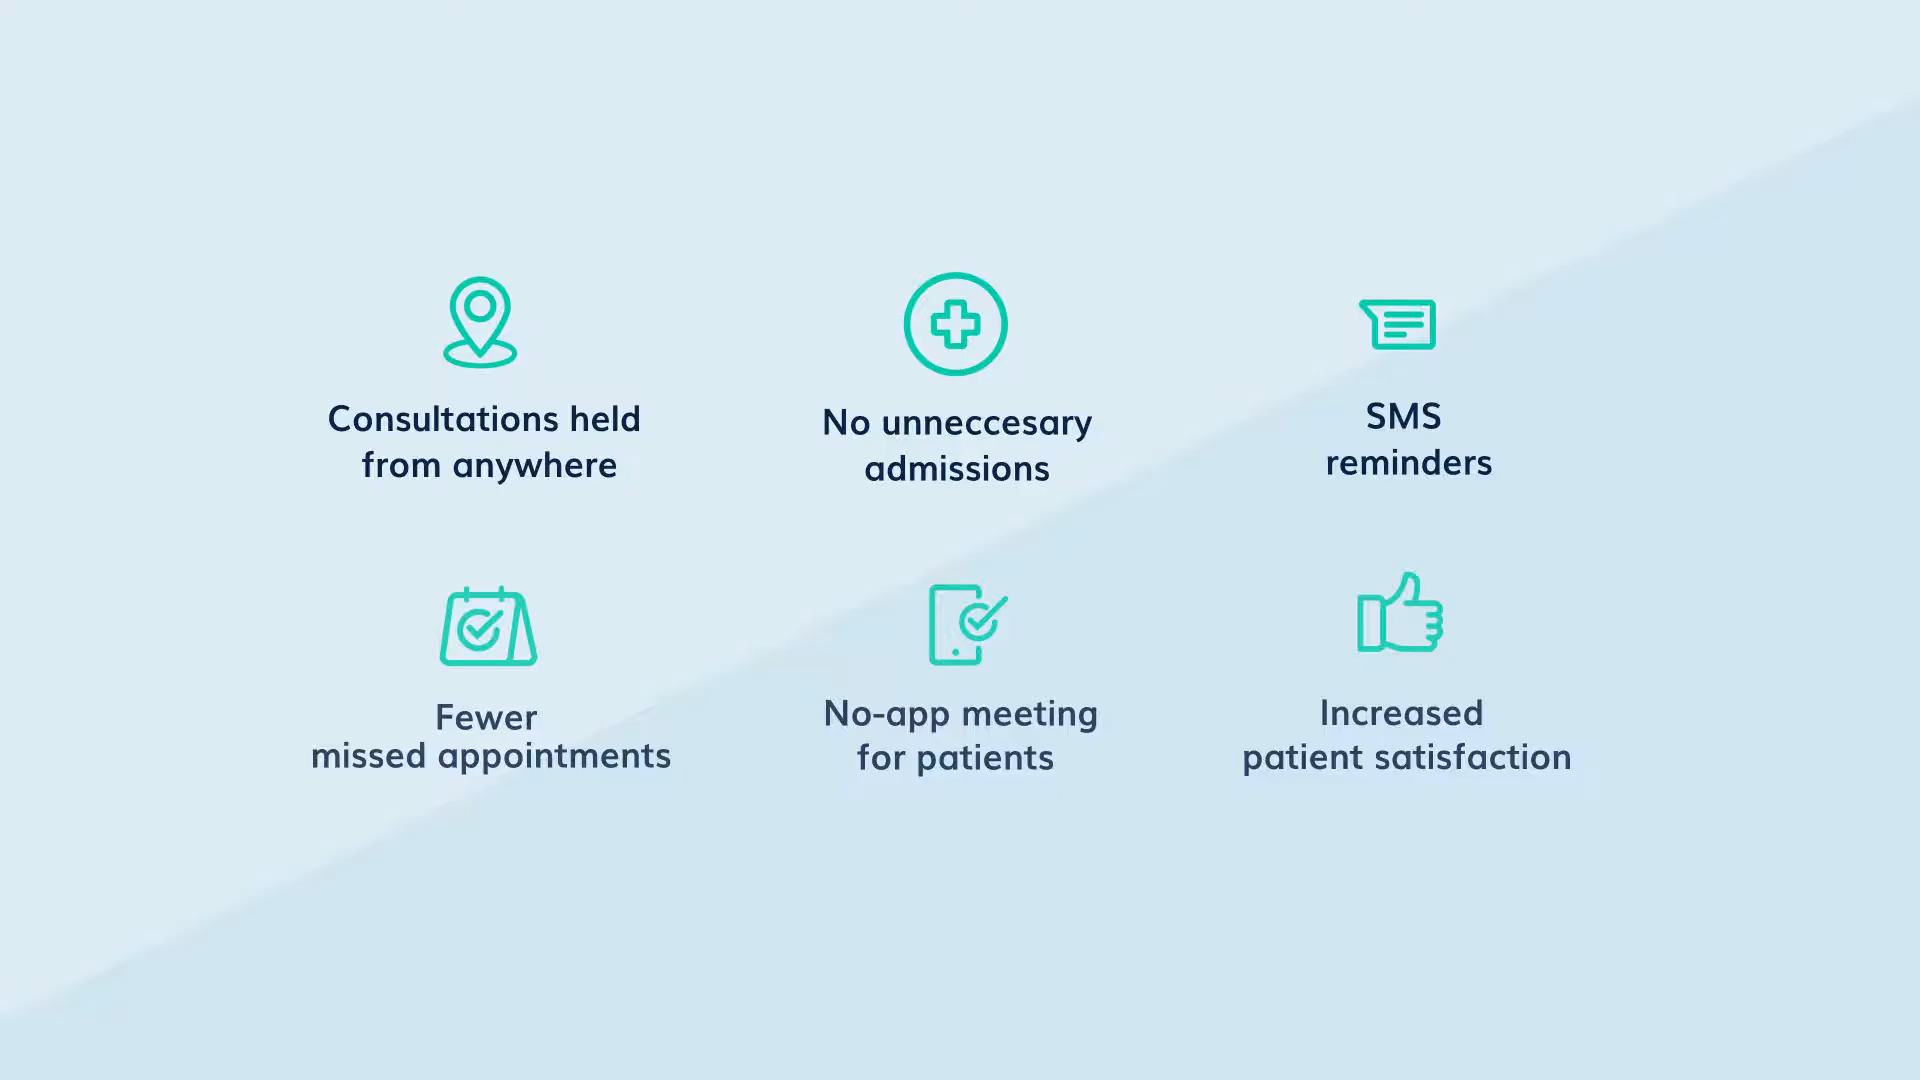 Consultations held
from anywhere
No unneccesary
admissions
SMS
reminders
Fewer
missed appointments
No-app meeting
for patients
Increased
patient satisfaction